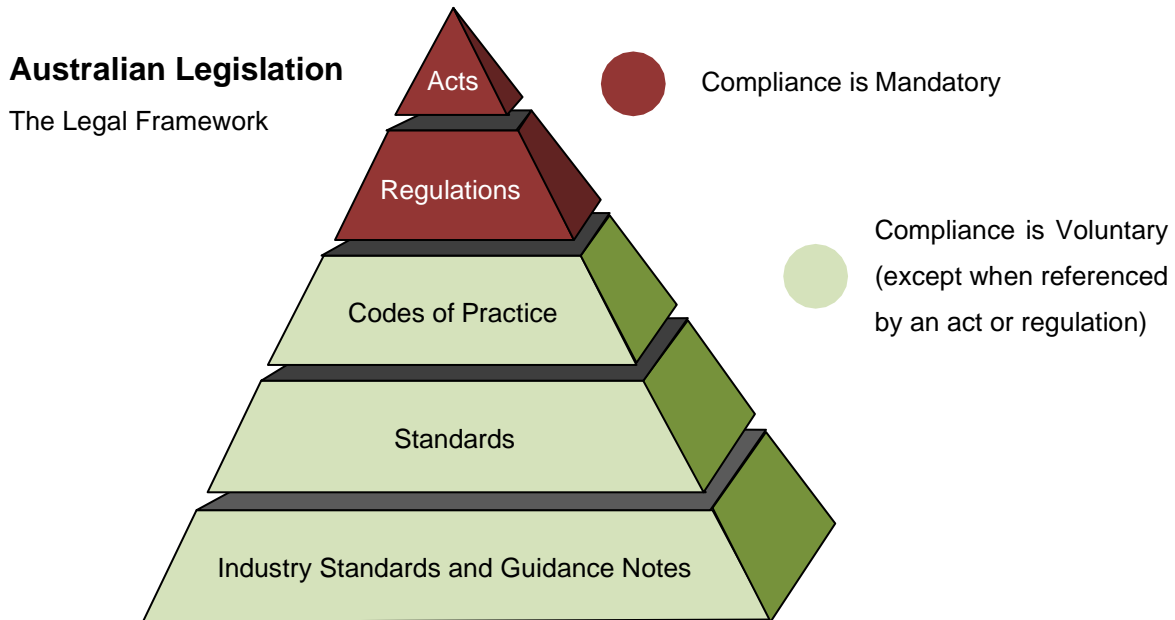 Australian Legislation
The Legal Framework
Acts
Compliance is Mandatory
Regulations
Compliance is Voluntary
(except when referenced
by an act or regulation)
Codes of Practice
Standards
Industry Standards and Guidance Notes